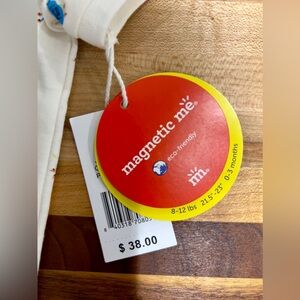 magnetic me®
eco-friendly
m.
8-12 lbs 21.5"-23" 0-3 months
$ 38.00